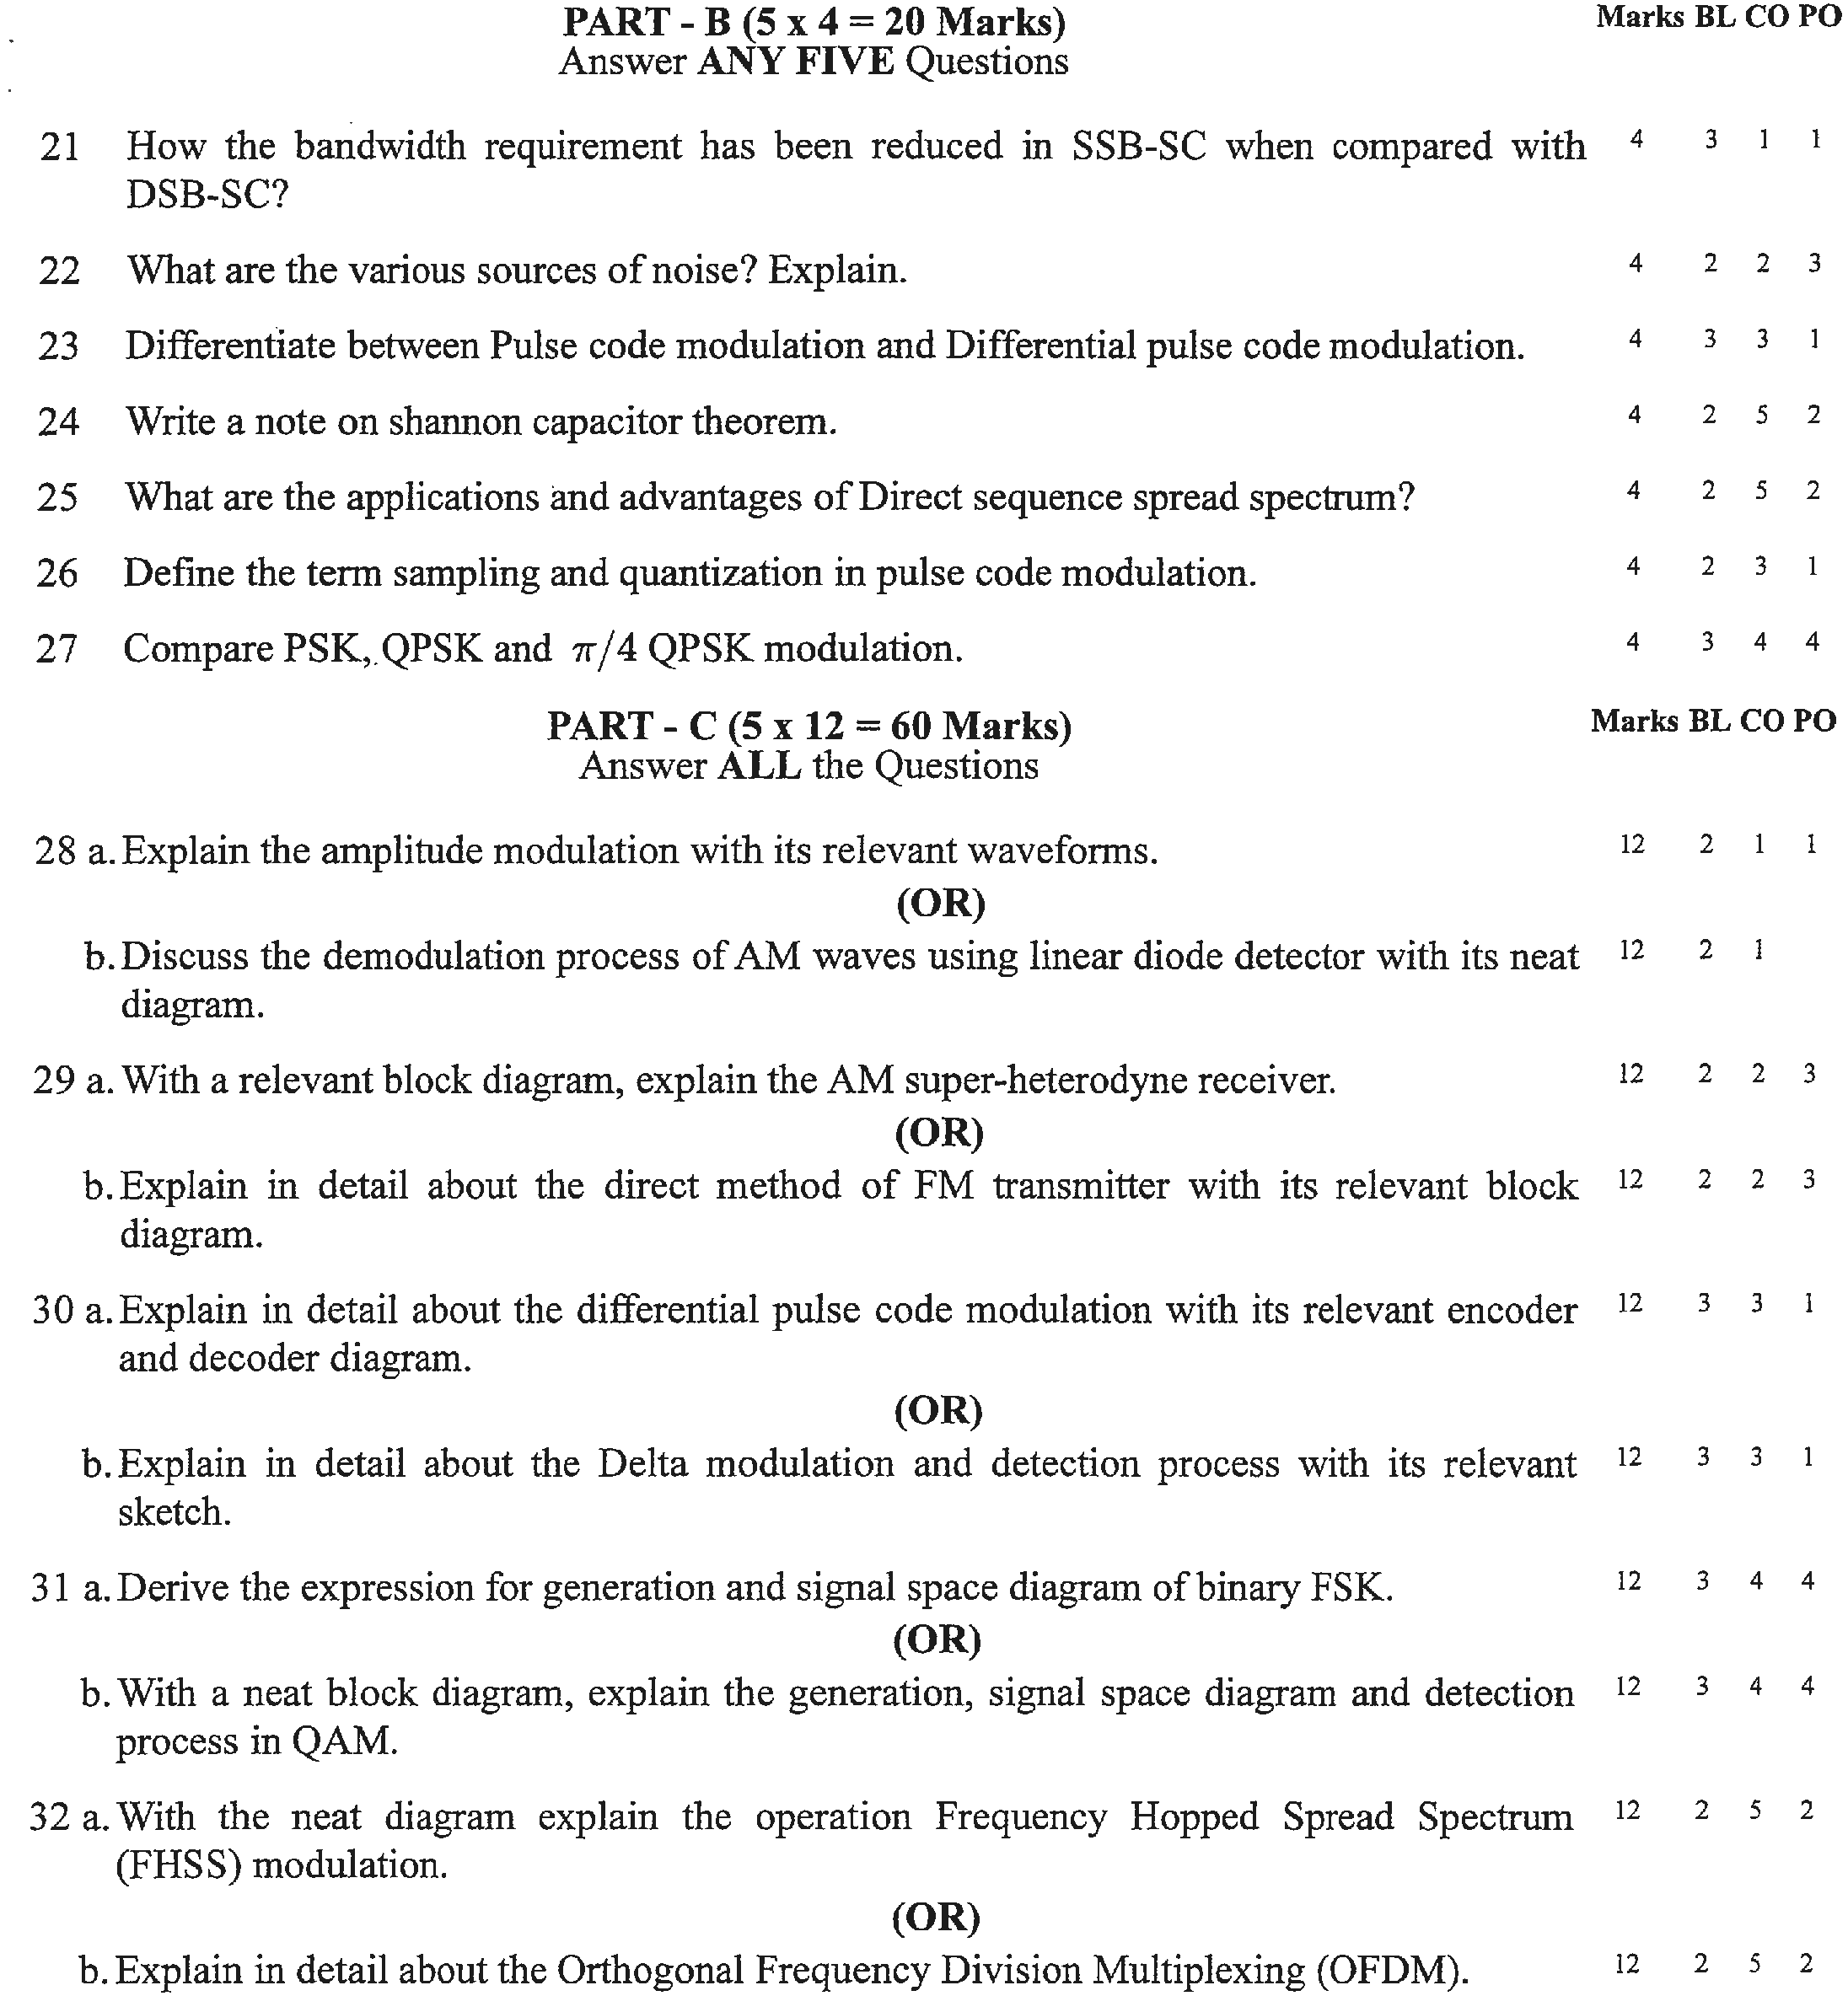 PART - B (5 x 4 = 20 Marks) Marks BL CO PO
Answer ANY FIVE Questions
21 How the bandwidth requirement has been reduced in SSB-SC when compared with 4 3 1 1
DSB-SC?
22 What are the various sources of noise? Explain. 4 2 2 3
23 Differentiate between Pulse code modulation and Differential pulse code modulation. 4 3 3 1
24 Write a note on shannon capacitor theorem. 4 2 5 2
25 What are the applications and advantages of Direct sequence spread spectrum? 4 2 5 2
26 Define the term sampling and quantization in pulse code modulation. 4 2 3 1
27 Compare PSK, QPSK and π/4 QPSK modulation. 4 3 4 4
PART - C (5 x 12 = 60 Marks) Marks BL CO PO
Answer ALL the Questions
28 a. Explain the amplitude modulation with its relevant waveforms. 12 2 1 1
(OR)
b. Discuss the demodulation process of AM waves using linear diode detector with its neat 12 2 1
diagram.
29 a. With a relevant block diagram, explain the AM super-heterodyne receiver. 12 2 2 3
(OR)
b. Explain in detail about the direct method of FM transmitter with its relevant block 12 2 2 3
diagram.
30 a. Explain in detail about the differential pulse code modulation with its relevant encoder 12 3 3 1
and decoder diagram.
(OR)
b. Explain in detail about the Delta modulation and detection process with its relevant 12 3 3 1
sketch.
31 a. Derive the expression for generation and signal space diagram of binary FSK. 12 3 4 4
(OR)
b. With a neat block diagram, explain the generation, signal space diagram and detection 12 3 4 4
process in QAM.
32 a. With the neat diagram explain the operation Frequency Hopped Spread Spectrum 12 2 5 2
(FHSS) modulation.
(OR)
b. Explain in detail about the Orthogonal Frequency Division Multiplexing (OFDM). 12 2 5 2